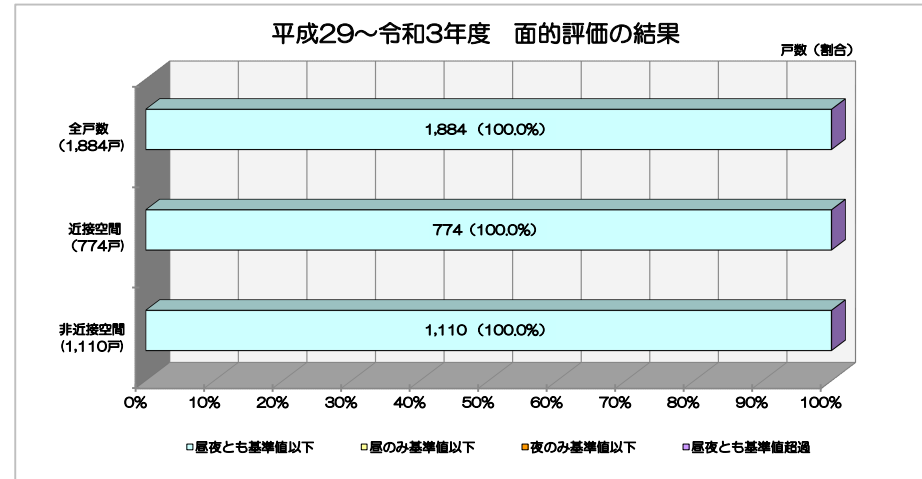 平成29～令和3年度　面的評価の結果
戸数（割合）
全戸数
（1,884戸)
1,884（100.0%）
近接空間
（774戸)
774（100.0%）
非近接空間
(1,110戸)
1,110（100.0%）
0% 10% 20% 30% 40% 50% 60% 70% 80% 90% 100%
昼夜とも基準値以下 昼のみ基準値以下 夜のみ基準値以下 昼夜とも基準値超過